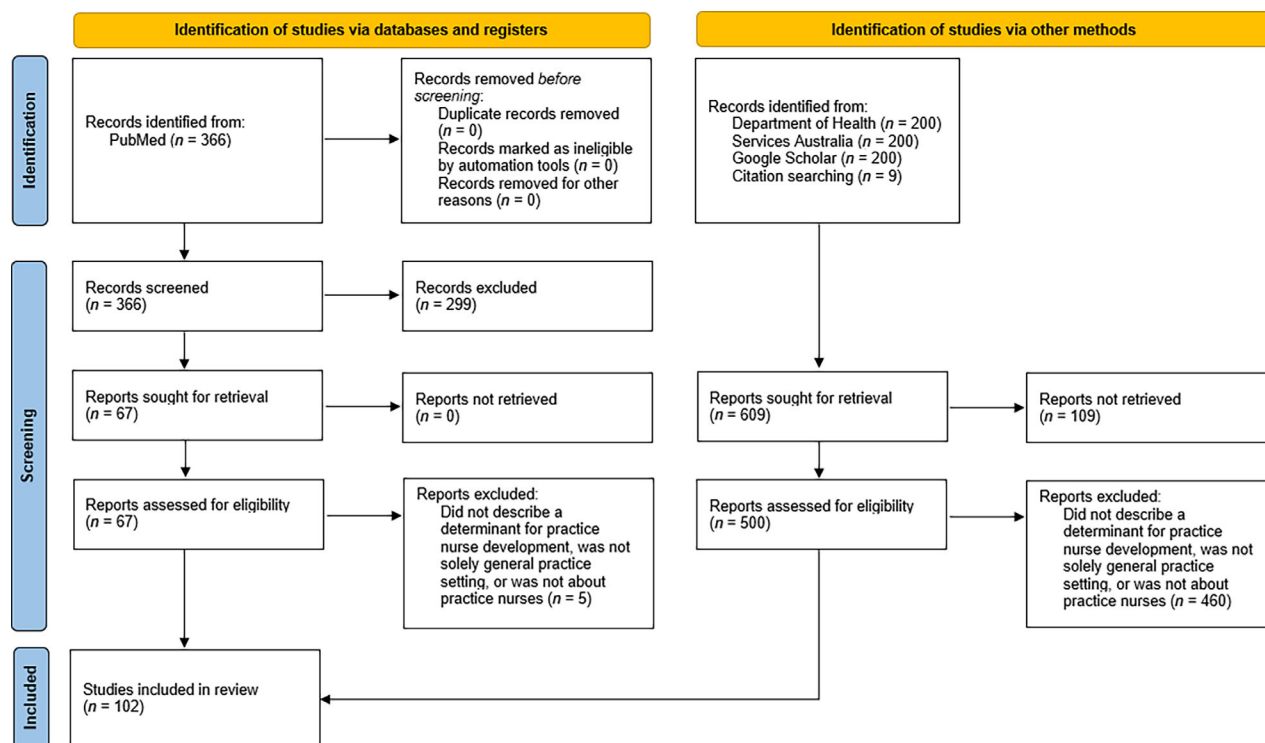 Identification of studies via databases and registers
Identification of studies via other methods
Identification
Records identified from:
PubMed (n = 366)
Records removed before
screening:
Duplicate records removed
(n = 0)
Records marked as ineligible
by automation tools (n = 0)
Records removed for other
reasons (n = 0)
Records identified from:
Department of Health (n = 200)
Services Australia (n = 200)
Google Scholar (n = 200)
Citation searching (n = 9)
Screening
Records screened
(n = 366)
Records excluded
(n = 299)
Reports sought for retrieval
(n = 67)
Reports not retrieved
(n = 0)
Reports sought for retrieval
(n = 609)
Reports not retrieved
(n = 109)
Reports assessed for eligibility
(n = 67)
Reports excluded:
Did not describe a
determinant for practice
nurse development, was not
solely general practice
setting, or was not about
practice nurses (n = 5)
Reports assessed for eligibility
(n = 500)
Reports excluded:
Did not describe a
determinant for practice
nurse development, was not
solely general practice
setting, or was not about
practice nurses (n = 460)
Included
Studies included in review
(n = 102)